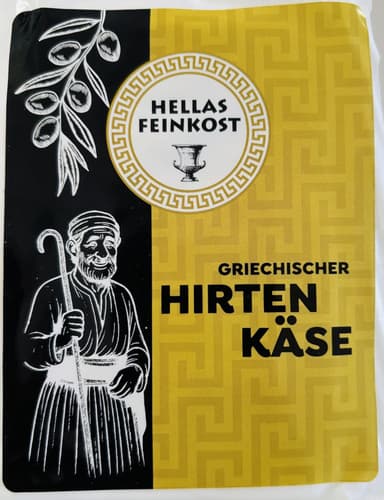 HELLAS
FEINKOST
GRIECHISCHER
HIRTEN
KÄSE